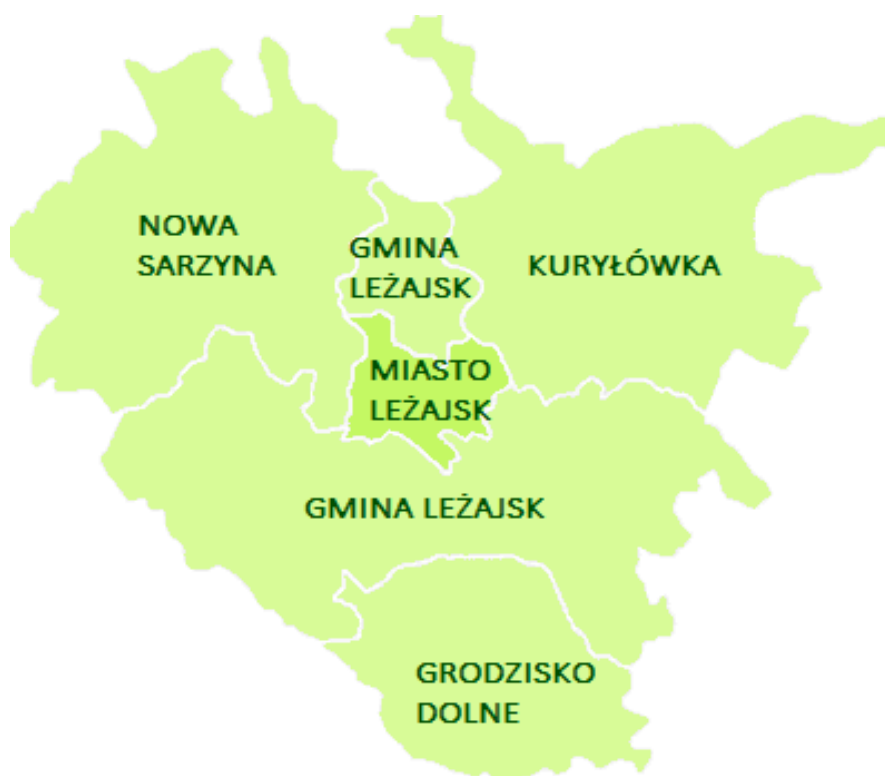 NOWA
SARZYNA
GMINA
LEŻAJSK
KURYŁÓWKA
MIASTO
LEŻAJSK
GMINA LEŻAJSK
GRODZISKO
DOLNE